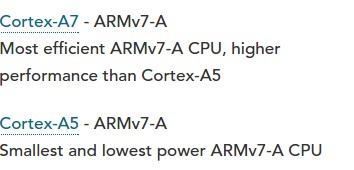 Cortex-A7 - ARMv7-A
Most efficient ARMv7-A CPU, higher
performance than Cortex-A5
Cortex-A5 - ARMv7-A
Smallest and lowest power ARMv7-A CPU